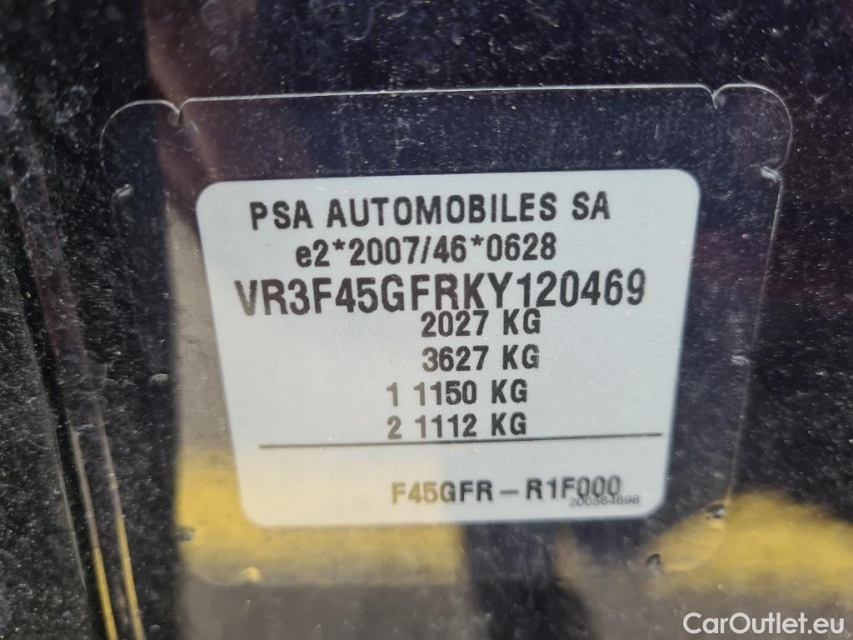 PSA AUTOMOBILES SA
e2*2007/46*0628
VR3F45GFRKY120469
2027 KG
3627 KG
1 1150 KG
2 1112 KG
F45GFR – R1F000
CarOutlet.eu